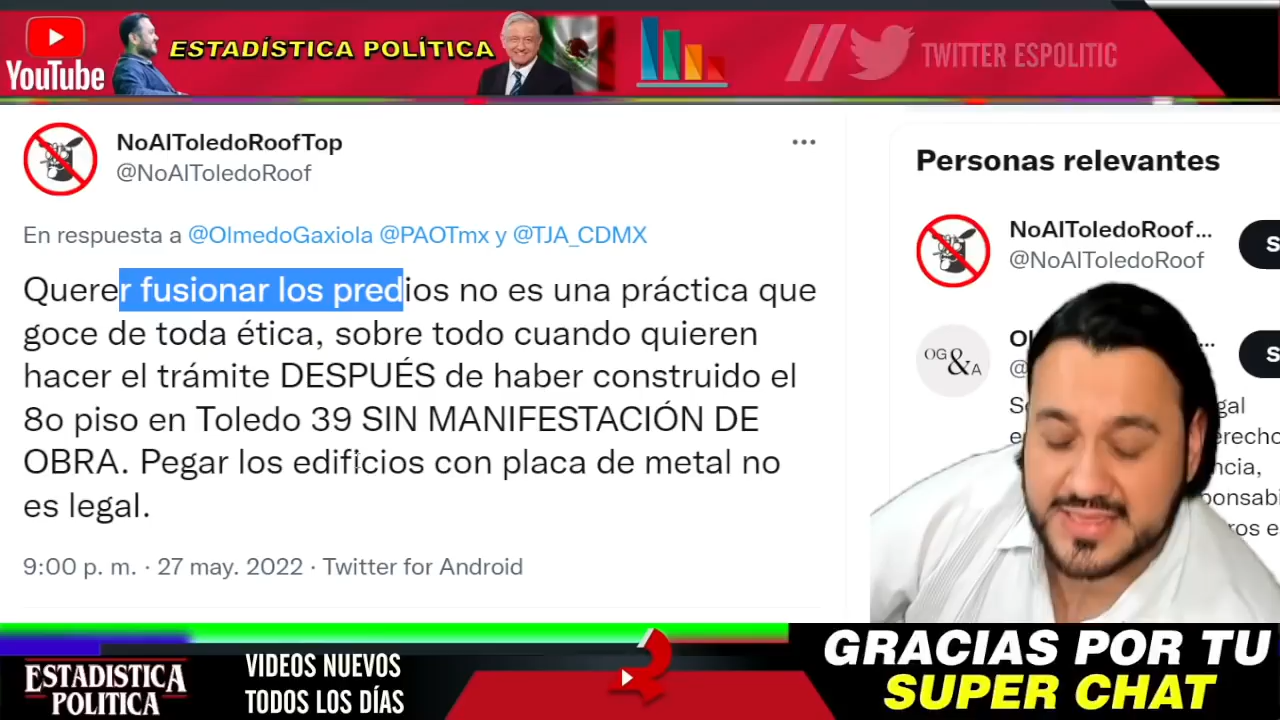 YouTube
ESTADÍSTICA POLÍTICA
TWITTER ESPOLITIC
NoAlToledoRoofTop
@NoAlToledoRoof
En respuesta a @OlmedoGaxiola @PAOTmx y @TJA_CDMX
Querer fusionar los predios no es una práctica que
goce de toda ética, sobre todo cuando quieren
hacer el trámite DESPUÉS de haber construido el
8o piso en Toledo 39 SIN MANIFESTACIÓN DE
OBRA. Pegar los edificios con placa de metal no
es legal.
9:00 p. m. · 27 may. 2022 · Twitter for Android
Personas relevantes
NoAlToledoRoof...
@NoAlToledoRoof
OG&A
ESTADISTICA
POLÍTICA
VIDEOS NUEVOS
TODOS LOS DÍAS
GRACIAS POR TU
SUPER CHAT